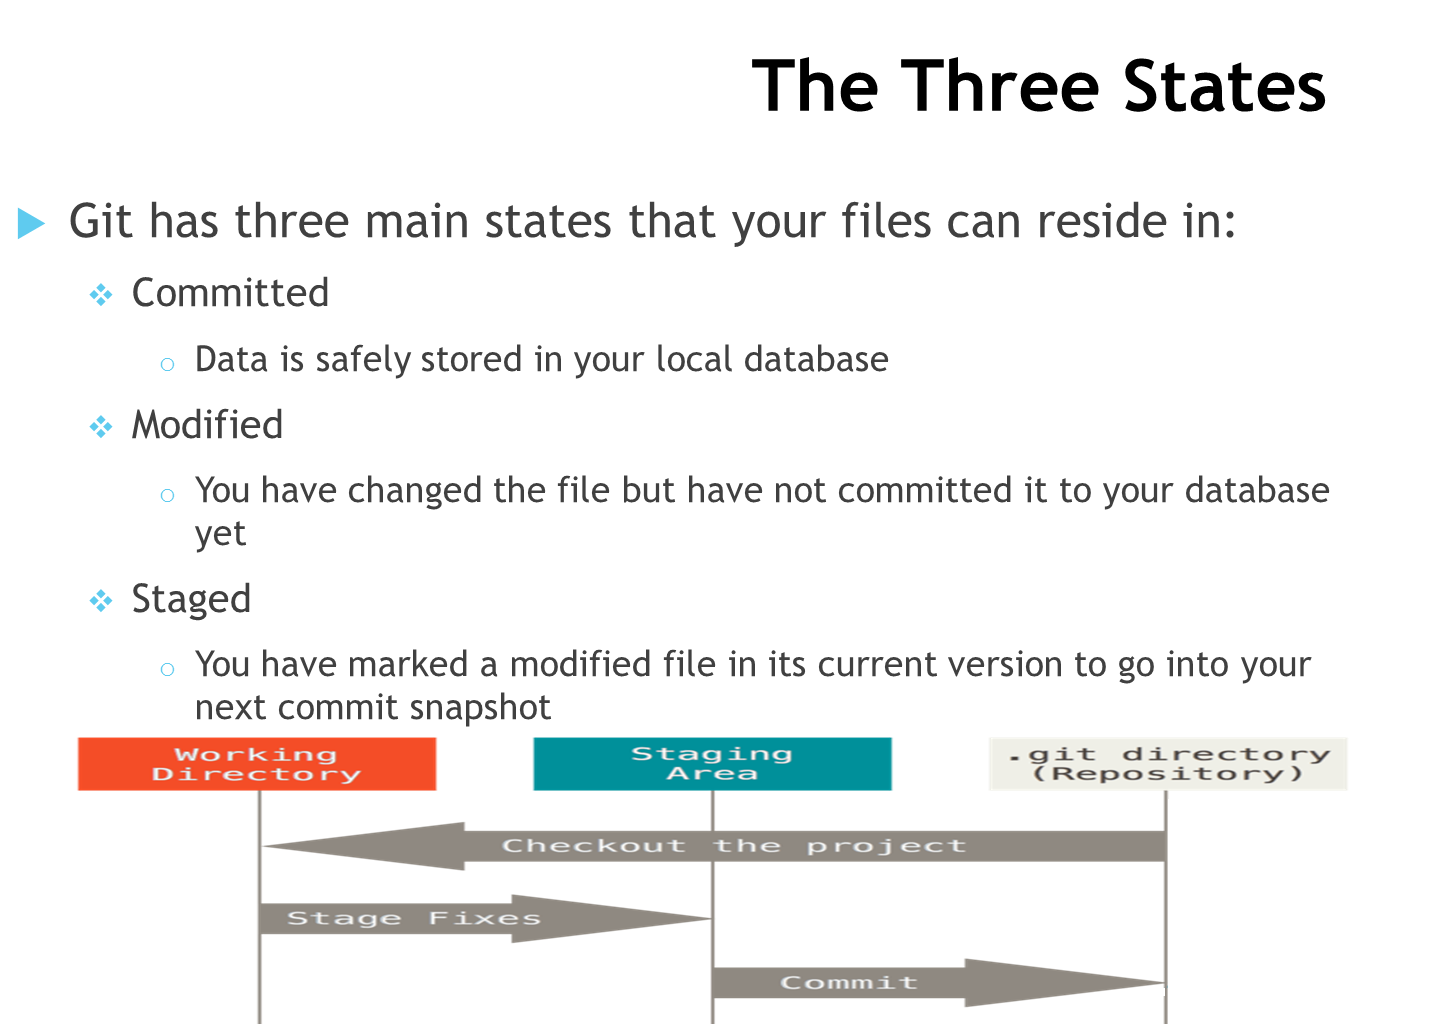 The Three States
Git has three main states that your files can reside in:
Committed
Data is safely stored in your local database
Modified
You have changed the file but have not committed it to your database
yet
Staged
You have marked a modified file in its current version to go into your
next commit snapshot
Working
Directory
Staging
Area
.git directory
(Repository)
Checkout the project
Stage Fixes
Commit